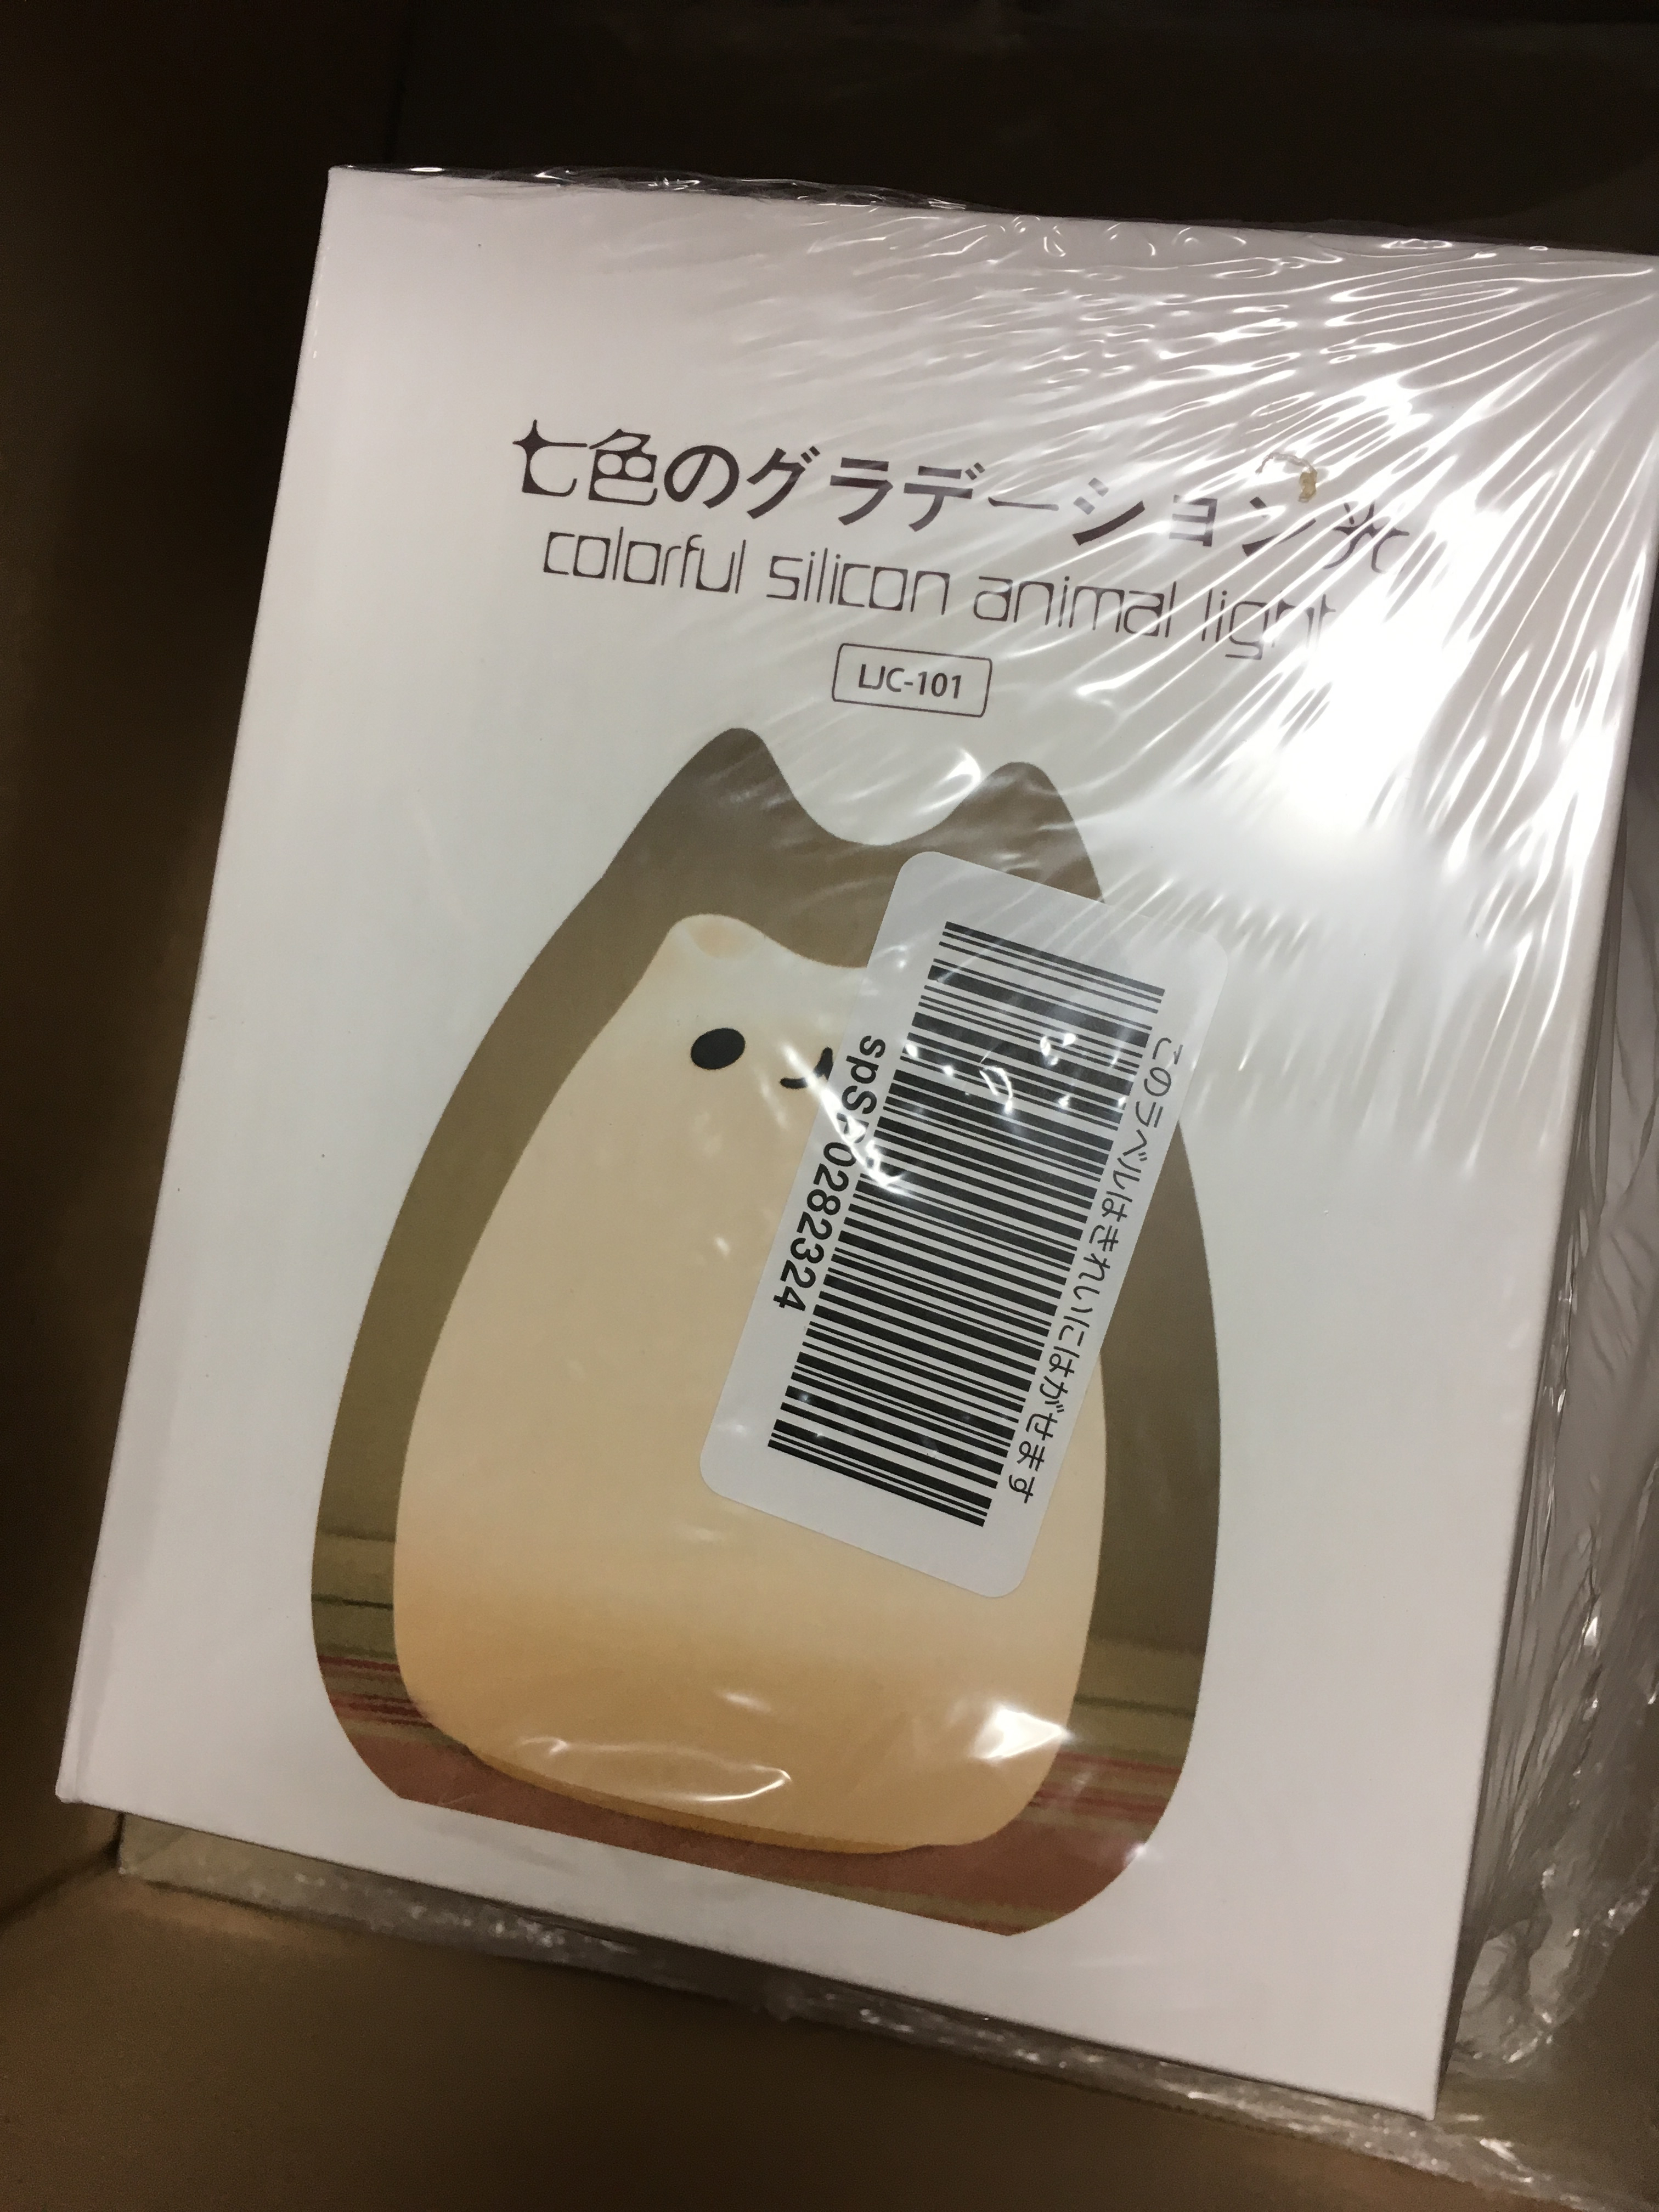 七色のグラデーション
colorful silicon animal light
LJC-101
このラベルはきれいにはがせます